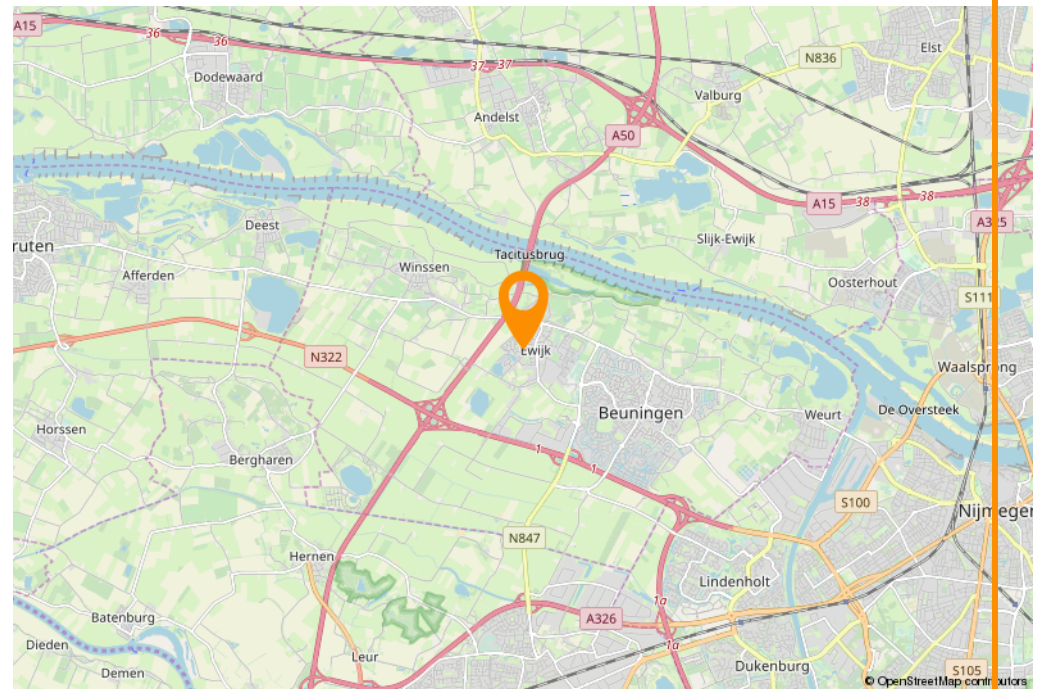 A15
36
36
Elst
N836
37
37
Dodewaard
Valburg
Andelst
A50
A15
38
38
A325
Deest
ruten
Slijk-Ewijk
Tacitusbrug
Winssen
Afferden
Oosterhout
S111
Ewijk
N322
Waalsprong
Beuningen
De Oversteek
Weurt
Horssen
1
Bergharen
1
S100
Nijmegen
N847
Hernen
Lindenholt
1a
Batenburg
A326
Dieden
1a
Leur
Dukenburg
Demen
S105
© OpenStreetMap contributors